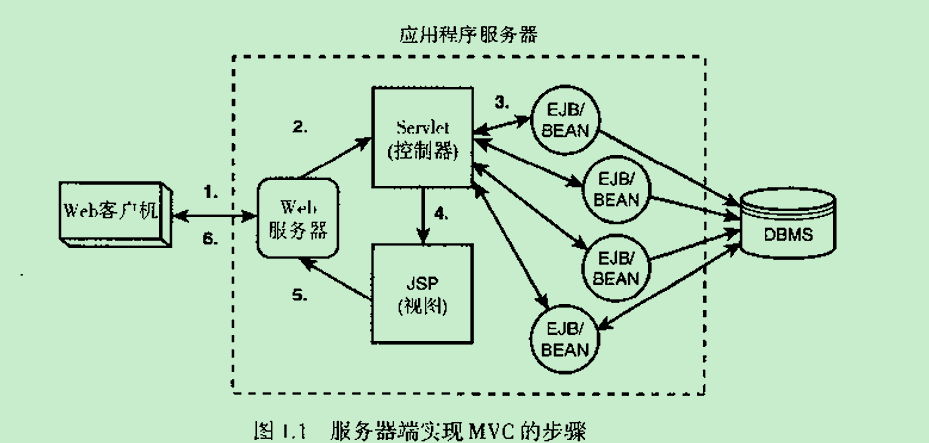 应用程序服务器
3.
EJB/
BEAN
2.
Servlet
(控制器)
EJB/
BEAN
1.
Web客户机
Web
服务器
4.
DBMS
6.
EJB/
BEAN
5.
JSP
(视图)
EJB/
BEAN
图 1.1 服务器端实现 MVC 的步骤